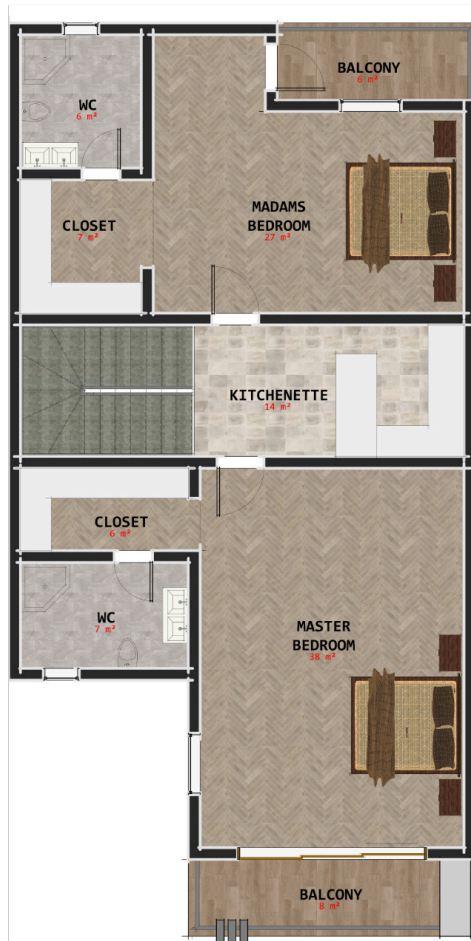 BALCONY
6 m²
WC
6 m²
MADAMS
BEDROOM
27 m²
CLOSET
7 m²
KITCHENETTE
14 m²
CLOSET
6 m²
WC
7 m²
MASTER
BEDROOM
38 m²
BALCONY
8 m²